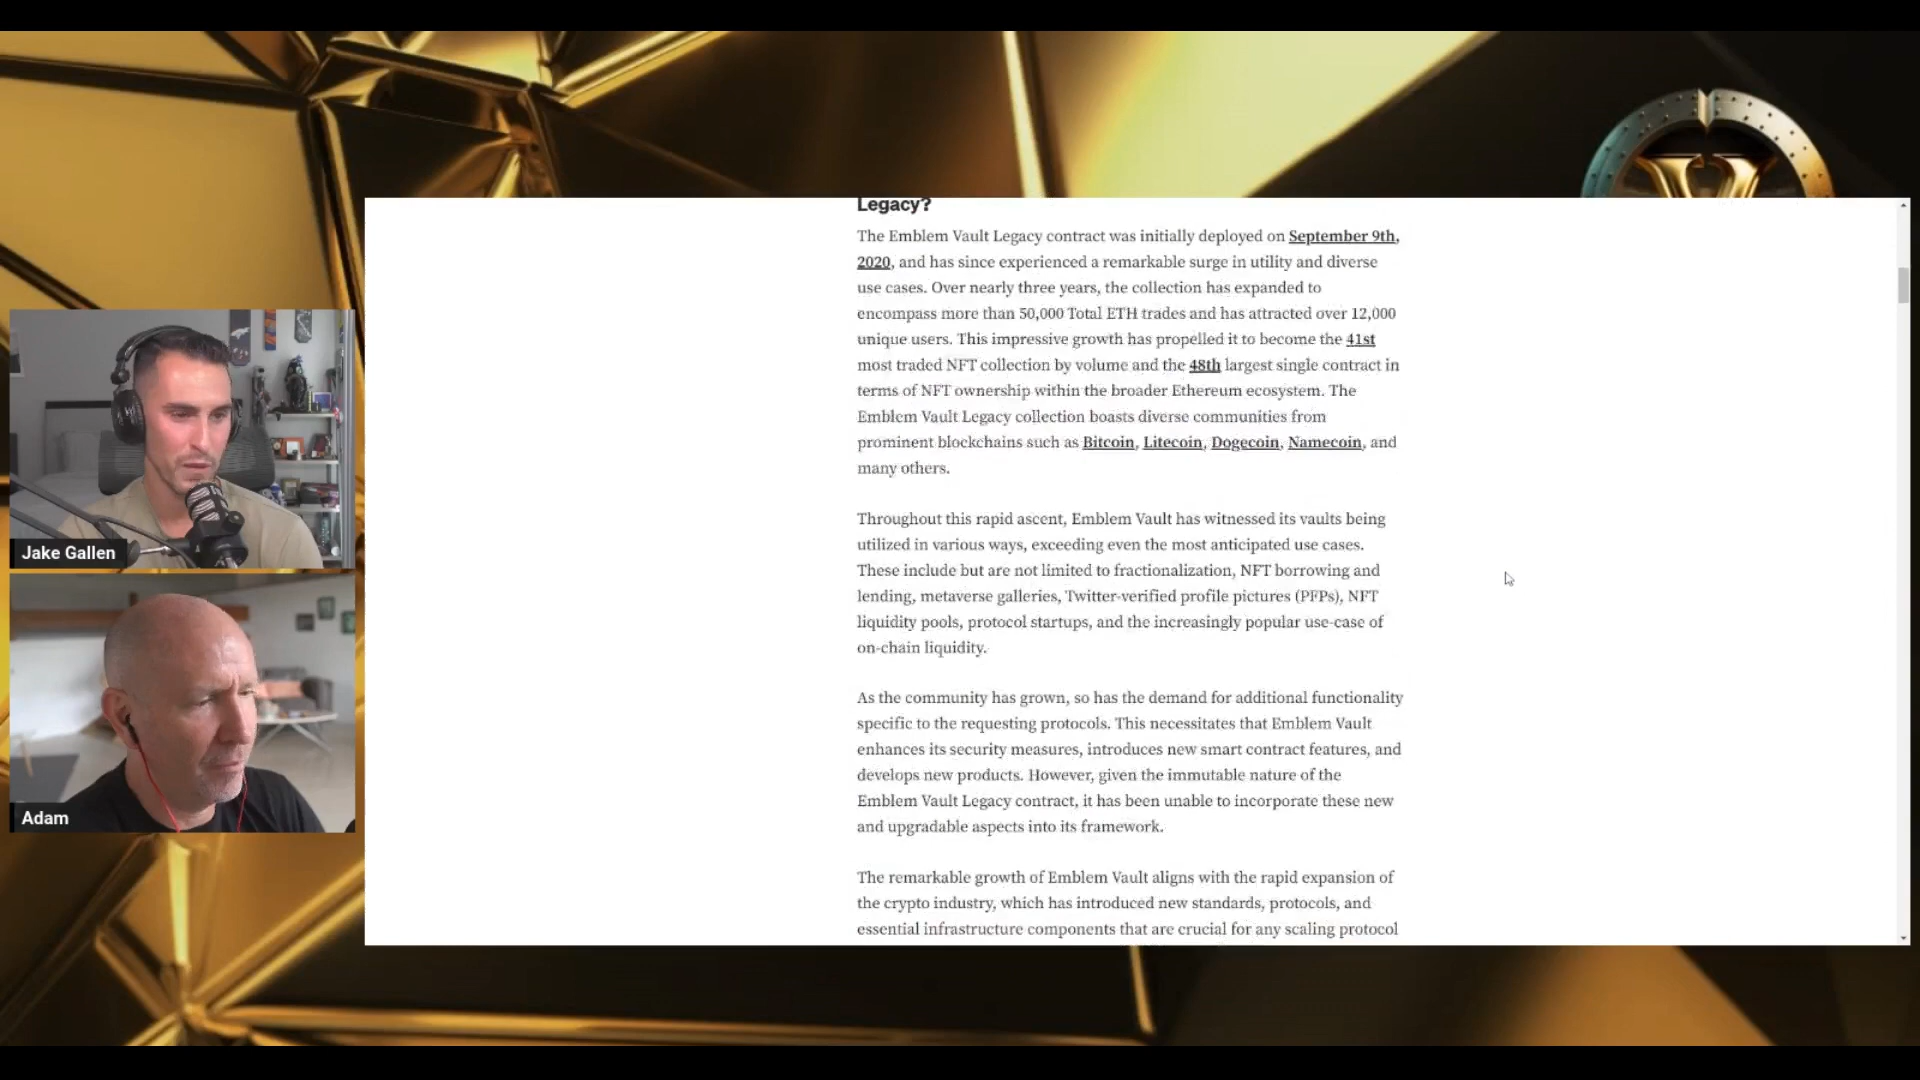 Legacy?
The Emblem Vault Legacy contract was initially deployed on September 9th,
2020, and has since experienced a remarkable surge in utility and diverse
use cases. Over nearly three years, the collection has expanded to
encompass more than 50,000 Total ETH trades and has attracted over 12,000
unique users. This impressive growth has propelled it to become the 41st
most traded NFT collection by volume and the 48th largest single contract in
terms of NFT ownership within the broader Ethereum ecosystem. The
Emblem Vault Legacy collection boasts diverse communities from
prominent blockchains such as Bitcoin, Litecoin, Dogecoin, Namecoin, and
many others.
Throughout this rapid ascent, Emblem Vault has witnessed its vaults being
utilized in various ways, exceeding even the most anticipated use cases.
These include but are not limited to fractionalization, NFT borrowing and
lending, metaverse galleries, Twitter-verified profile pictures (PFPs), NFT
liquidity pools, protocol startups, and the increasingly popular use-case of
on-chain liquidity.
As the community has grown, so has the demand for additional functionality
specific to the requesting protocols. This necessitates that Emblem Vault
enhances its security measures, introduces new smart contract features, and
develops new products. However, given the immutable nature of the
Emblem Vault Legacy contract, it has been unable to incorporate these new
and upgradable aspects into its framework.
The remarkable growth of Emblem Vault aligns with the rapid expansion of
the crypto industry, which has introduced new standards, protocols, and
essential infrastructure components that are crucial for any scaling protocol
Jake Gallen
Adam